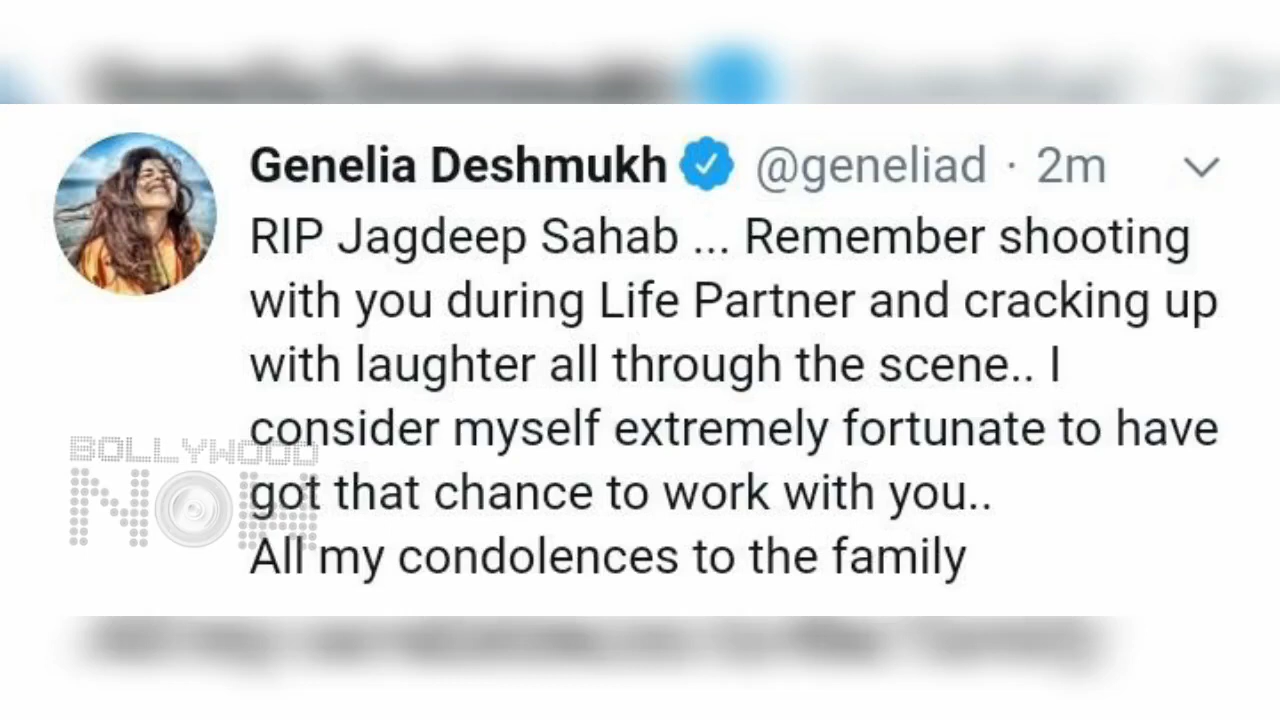 Genelia Deshmukh @geneliad · 2m
RIP Jagdeep Sahab ... Remember shooting
with you during Life Partner and cracking up
with laughter all through the scene.. I
consider myself extremely fortunate to have
got that chance to work with you..
All my condolences to the family
BOLLYWOOD
NOW